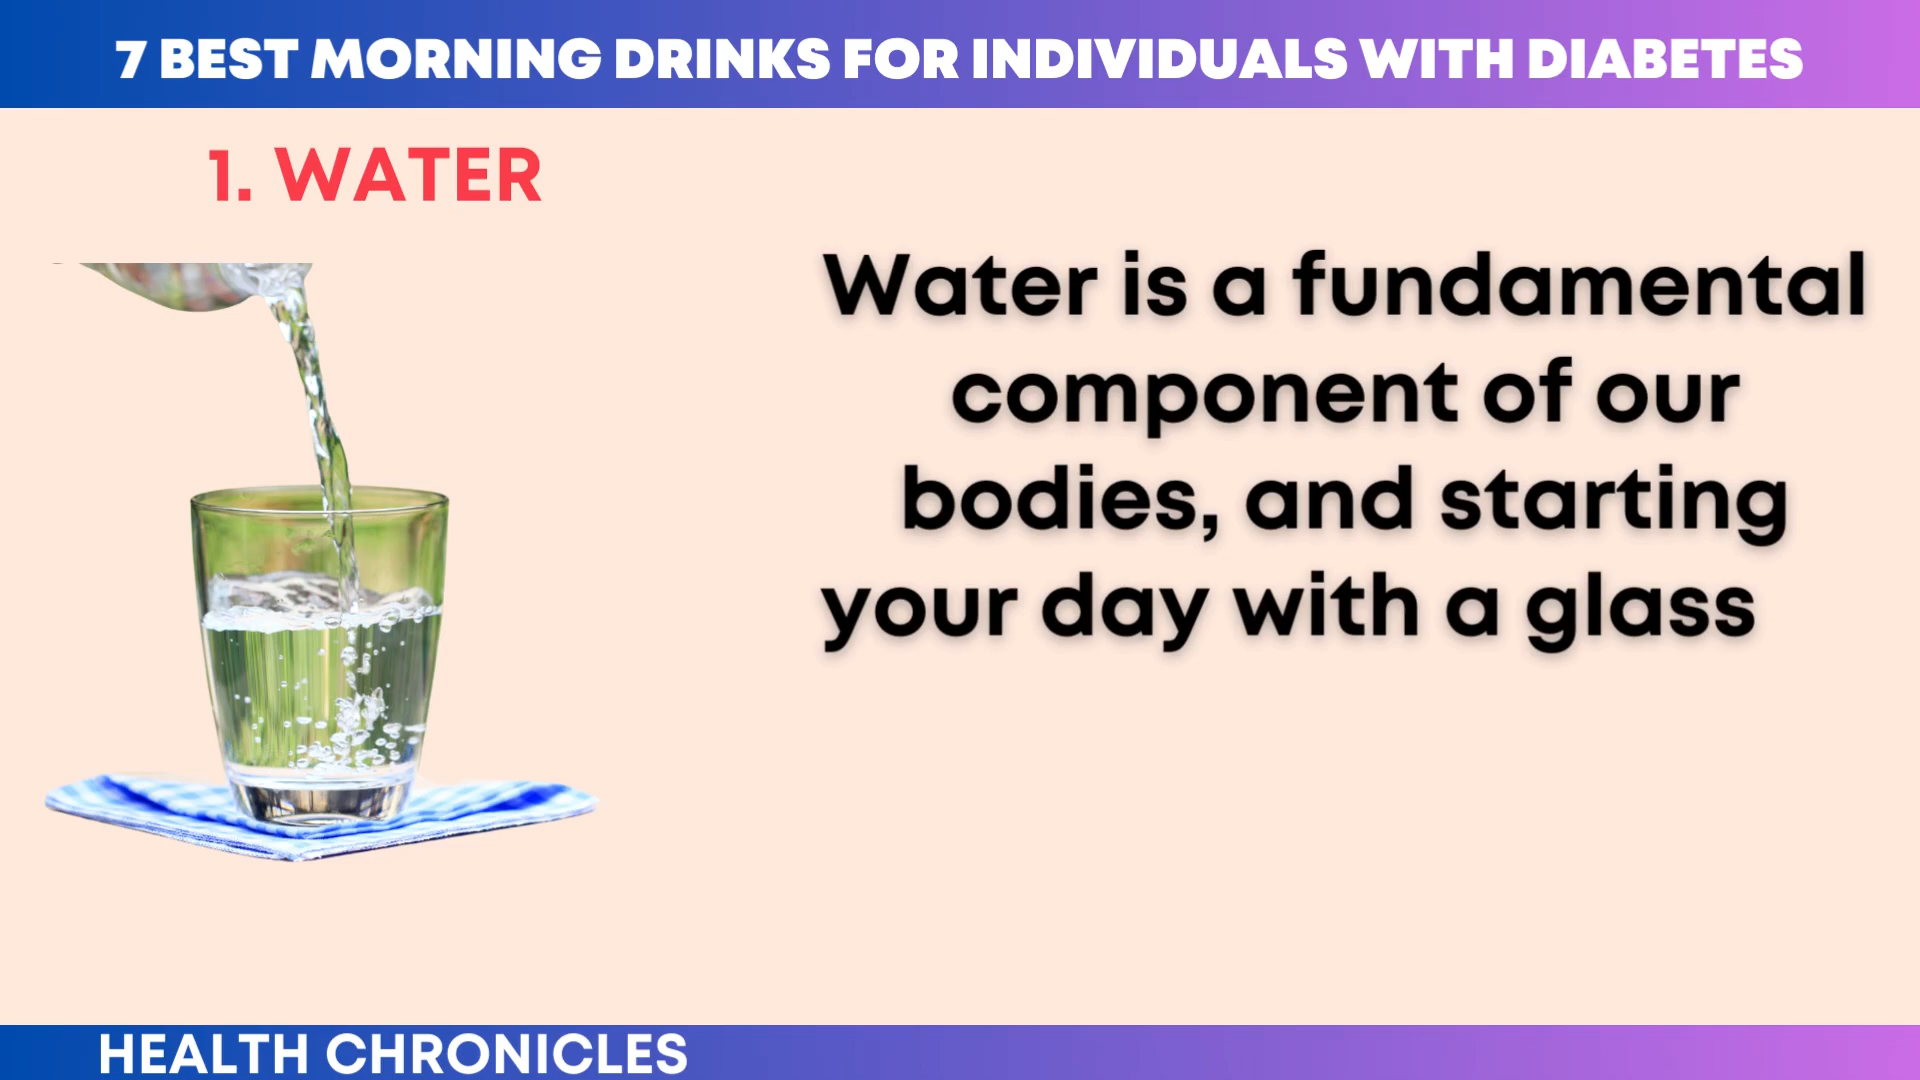 7 BEST MORNING DRINKS FOR INDIVIDUALS WITH DIABETES
1. WATER
Water is a fundamental
component of our
bodies, and starting
your day with a glass
HEALTH CHRONICLES